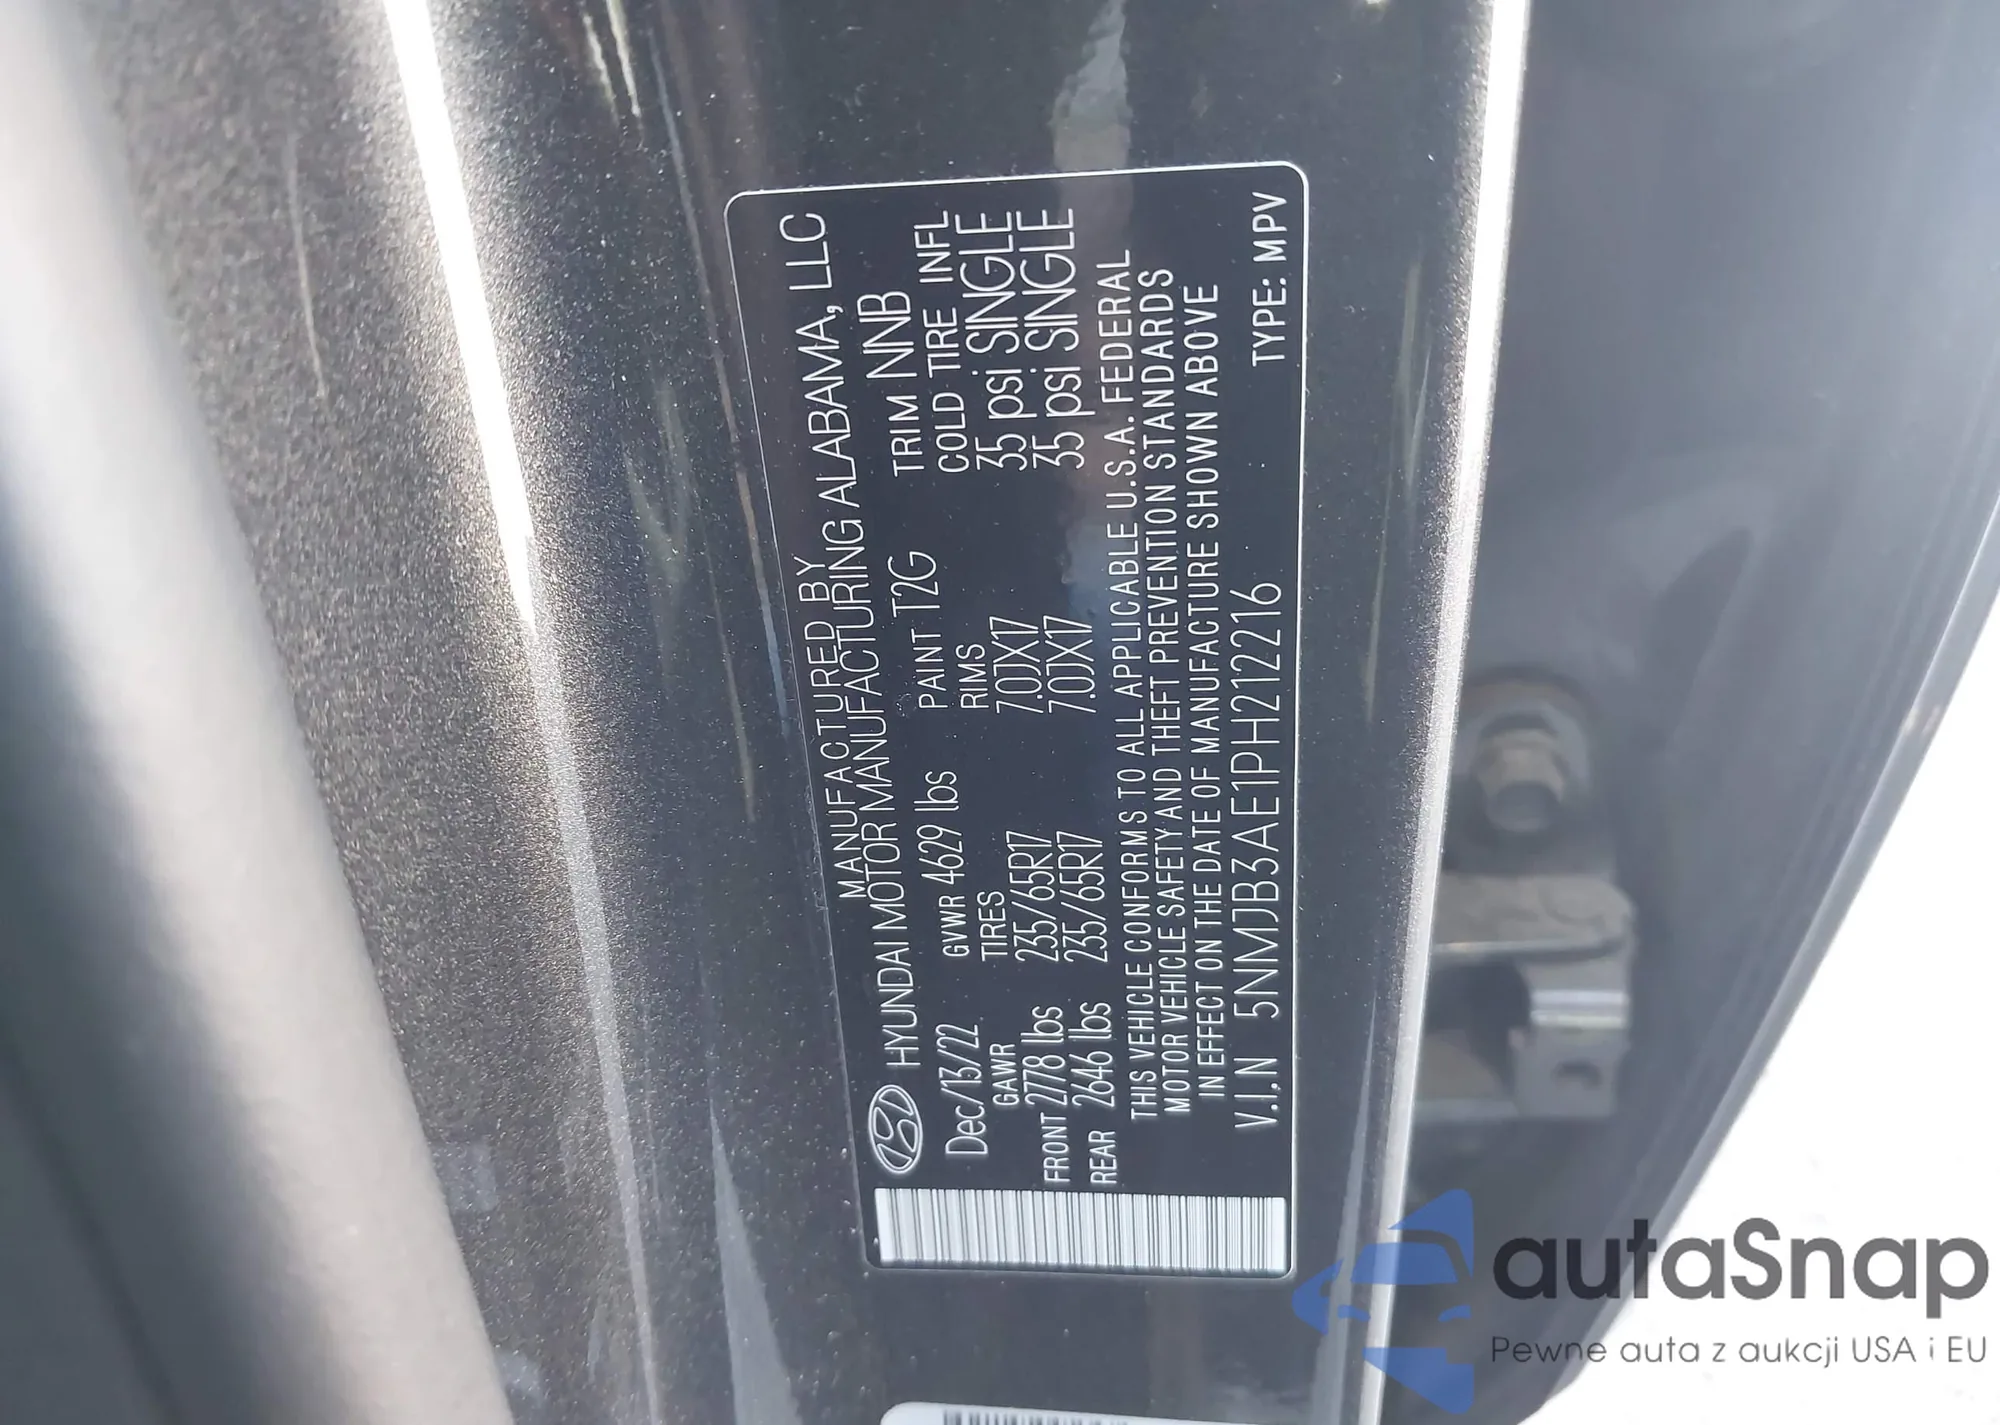 MANUFACTURED BY
HYUNDAI MOTOR MANUFACTURING ALABAMA, LLC
Dec/13/22 GVWR 4629 lbs PAINT T2G TRIM NNB
GAWR TIRES RIMS COLD TIRE INFL
FRONT 2778 lbs 235/65R17 7.0JX17 35 psi SINGLE
REAR 2646 lbs 235/65R17 7.0JX17 35 psi SINGLE
THIS VEHICLE CONFORMS TO ALL APPLICABLE U.S.A. FEDERAL
MOTOR VEHICLE SAFETY AND THEFT PREVENTION STANDARDS
IN EFFECT ON THE DATE OF MANUFACTURE SHOWN ABOVE
V.I.N 5NMJB3AE1PH212216 TYPE: MPV
autaSnap
Pewne auta z aukcji USA i EU